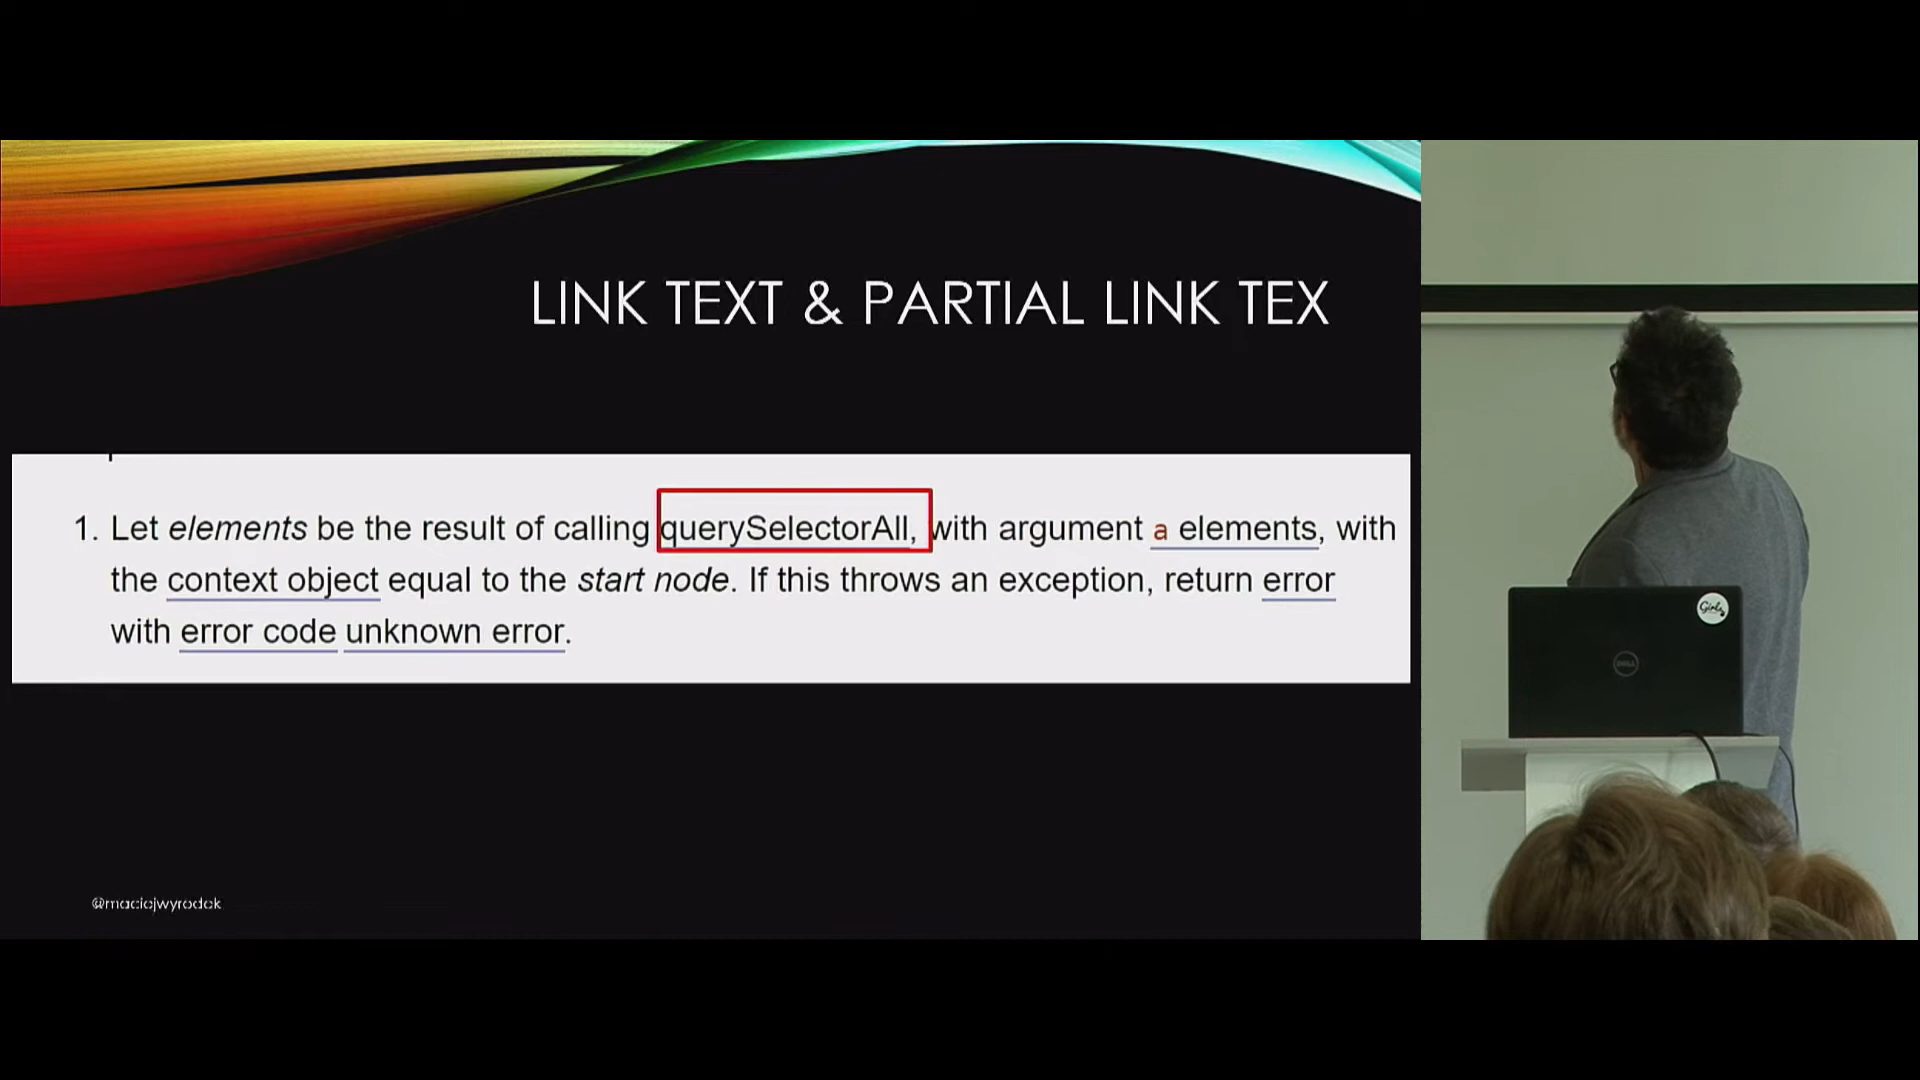 LINK TEXT & PARTIAL LINK TEX
1. Let elements be the result of calling querySelectorAll, with argument a elements, with
the context object equal to the start node. If this throws an exception, return error
with error code unknown error.
@maciejwyrodek
Girls
DELL